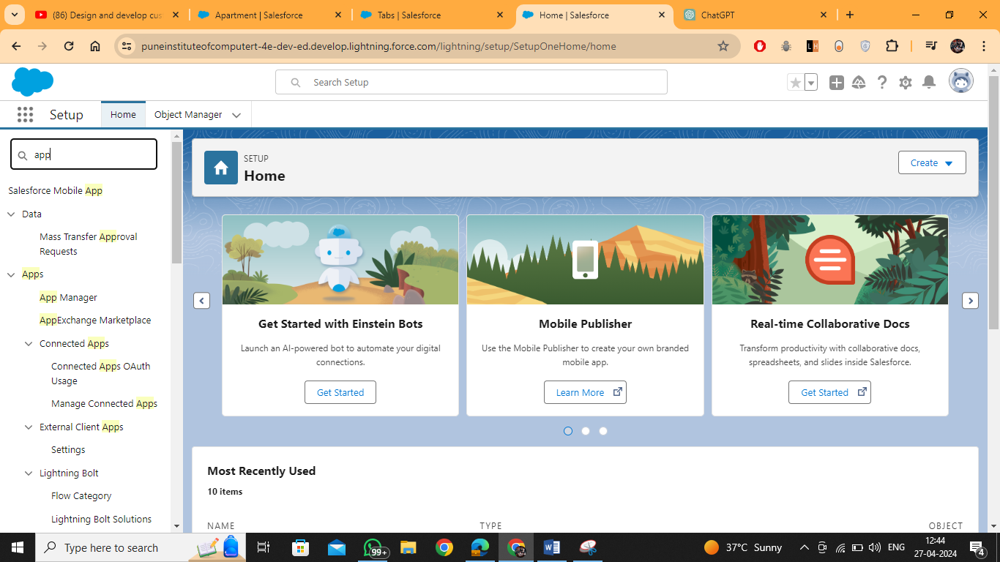 (86) Design and develop cus
Apartment | Salesforce
Tabs | Salesforce
Home | Salesforce
ChatGPT
puneinstituteofcomputert-4e-dev-ed.develop.lightning.force.com/lightning/setup/SetupOneHome/home
Search Setup
Setup
Home
Object Manager
app
Salesforce Mobile App
Data
Mass Transfer Approval
Requests
Apps
App Manager
AppExchange Marketplace
Connected Apps
Connected Apps OAuth
Usage
Manage Connected Apps
External Client Apps
Settings
Lightning Bolt
Flow Category
Lightning Bolt Solutions
SETUP
Home
Create
Get Started with Einstein Bots
Launch an AI-powered bot to automate your digital
connections.
Get Started
Mobile Publisher
Use the Mobile Publisher to create your own branded
mobile app.
Learn More
Real-time Collaborative Docs
Transform productivity with collaborative docs,
spreadsheets, and slides inside Salesforce.
Get Started
Most Recently Used
10 items
NAME
TYPE
OBJECT
Type here to search
99+
37°C Sunny
ENG
12:44
27-04-2024
4